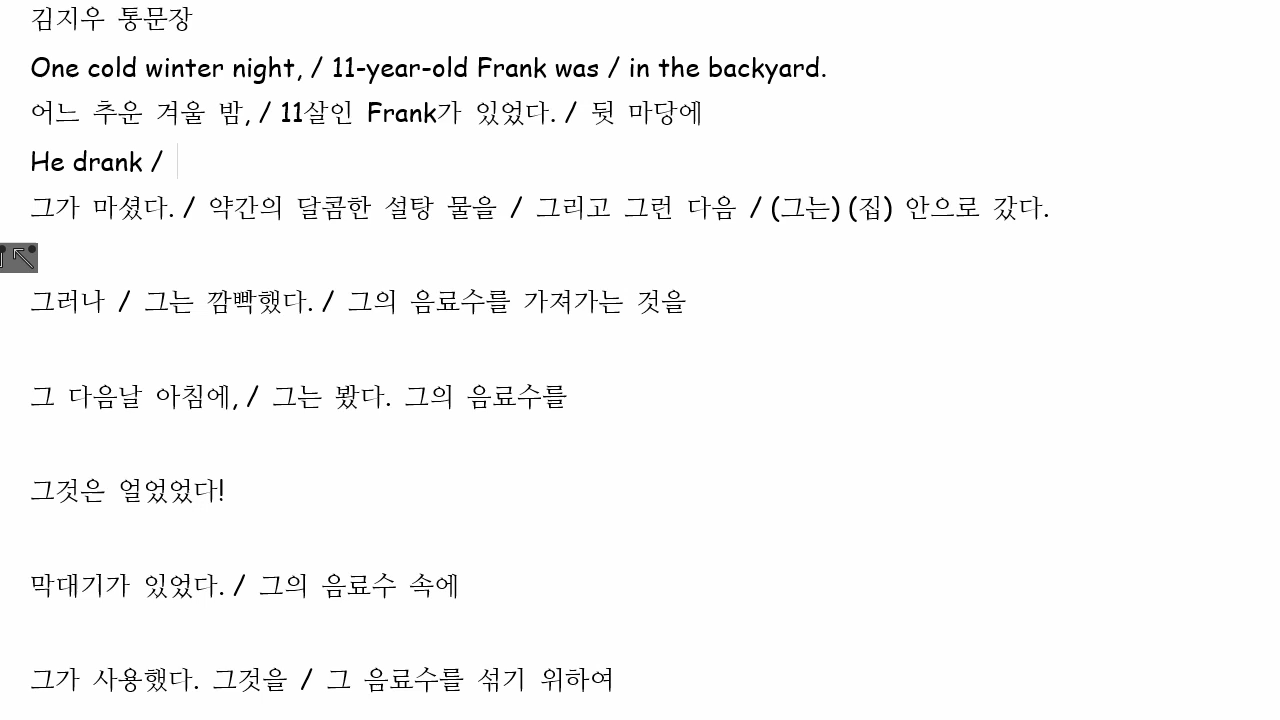 김지우 통문장
One cold winter night, / 11-year-old Frank was / in the backyard.
어느 추운 겨울 밤, / 11살인 Frank가 있었다. / 뒷 마당에
He drank /
그가 마셨다. / 약간의 달콤한 설탕 물을 / 그리고 그런 다음 / (그는) (집) 안으로 갔다.
그러나 / 그는 깜빡했다. / 그의 음료수를 가져가는 것을
그 다음날 아침에, / 그는 봤다. 그의 음료수를
그것은 얼었었다!
막대기가 있었다. / 그의 음료수 속에
그가 사용했다. 그것을 / 그 음료수를 섞기 위하여